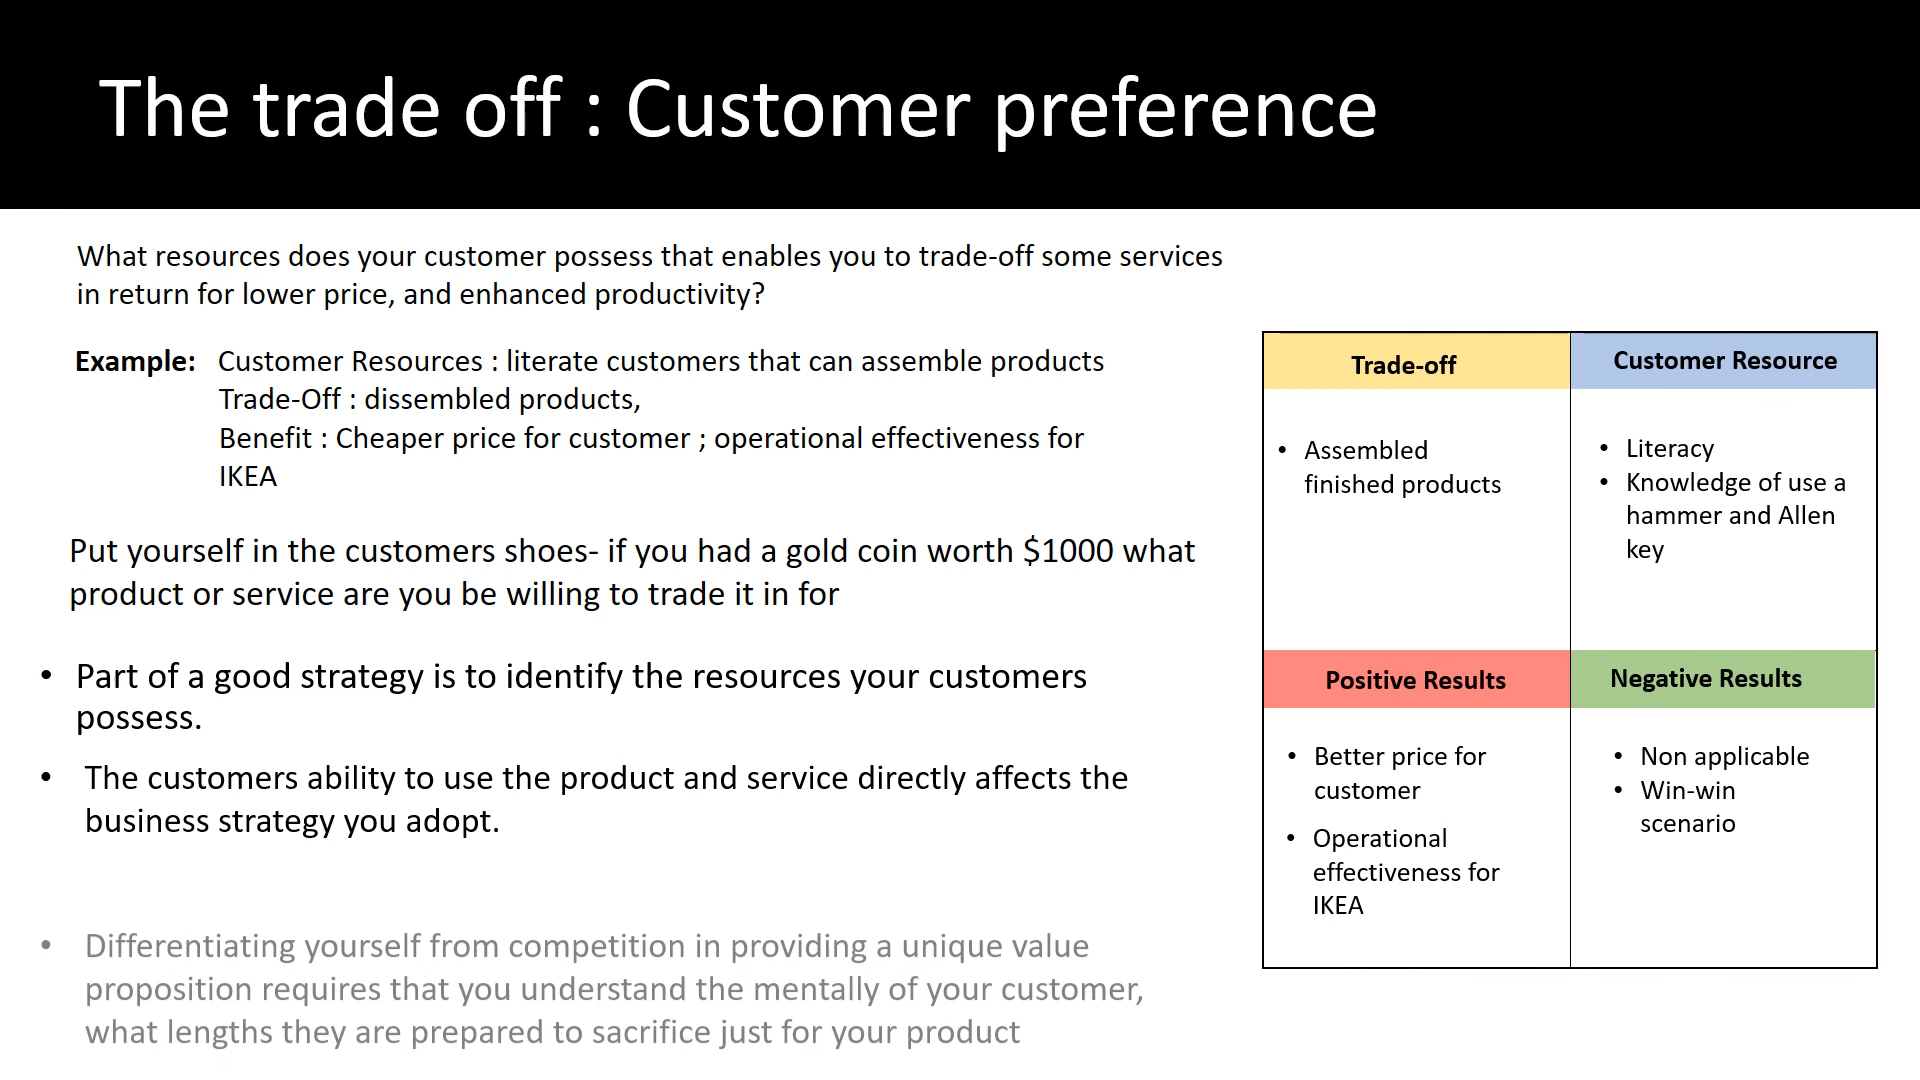 The trade off : Customer preference
What resources does your customer possess that enables you to trade-off some services
in return for lower price, and enhanced productivity?
Example: Customer Resources : literate customers that can assemble products
Trade-Off : dissembled products,
Benefit : Cheaper price for customer ; operational effectiveness for
IKEA
Put yourself in the customers shoes- if you had a gold coin worth $1000 what
product or service are you be willing to trade it in for
• Part of a good strategy is to identify the resources your customers
possess.
• The customers ability to use the product and service directly affects the
business strategy you adopt.
• Differentiating yourself from competition in providing a unique value
proposition requires that you understand the mentally of your customer,
what lengths they are prepared to sacrifice just for your product
Trade-off
• Assembled
finished products
Customer Resource
• Literacy
• Knowledge of use a
hammer and Allen
key
Positive Results
• Better price for
customer
• Operational
effectiveness for
IKEA
Negative Results
• Non applicable
• Win-win
scenario